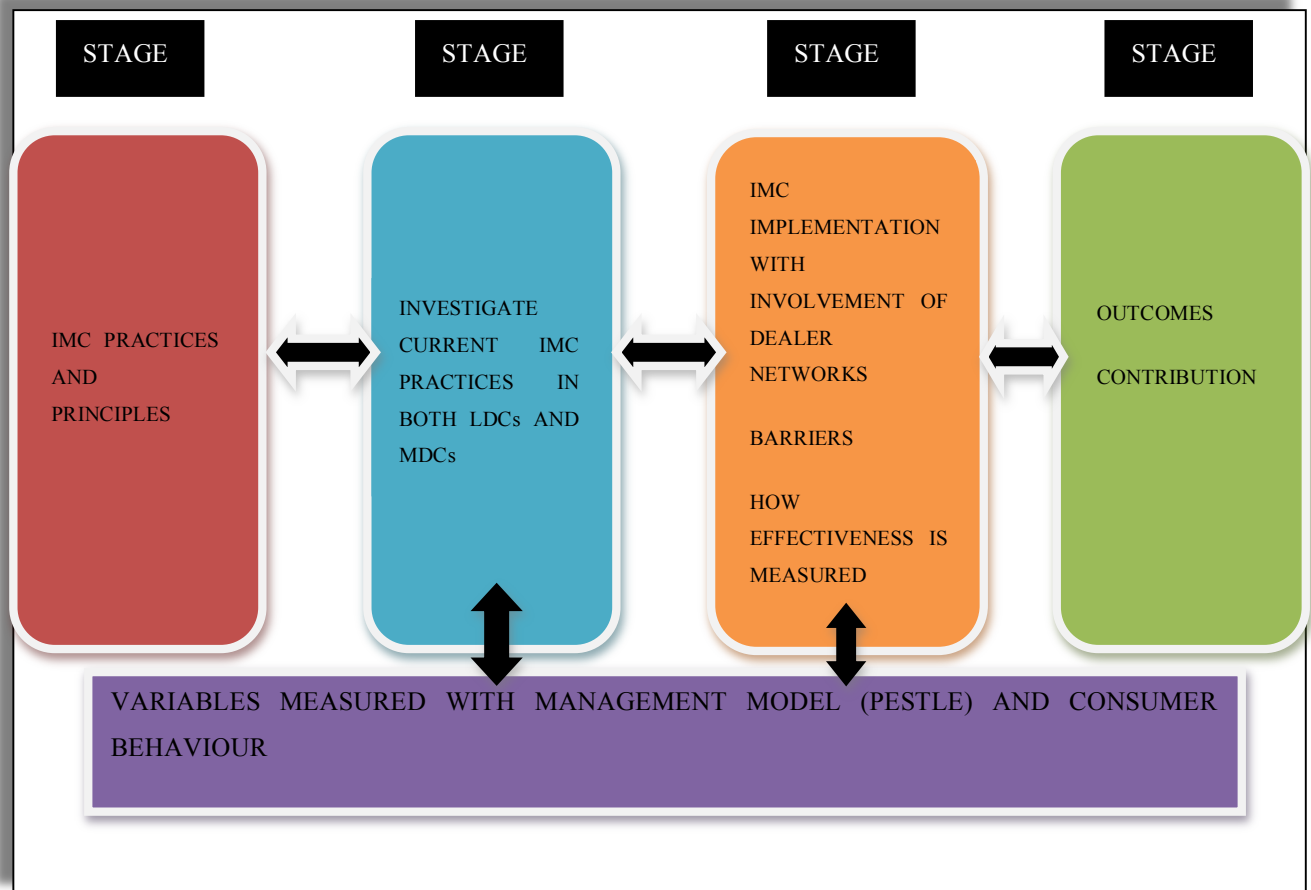 STAGE
STAGE
STAGE
STAGE
IMC PRACTICES
AND
PRINCIPLES
INVESTIGATE
CURRENT IMC
PRACTICES IN
BOTH LDCs AND
MDCs
IMC
IMPLEMENTATION
WITH
INVOLVEMENT OF
DEALER
NETWORKS
BARRIERS
HOW
EFFECTIVENESS IS
MEASURED
OUTCOMES
CONTRIBUTION
VARIABLES MEASURED WITH MANAGEMENT MODEL (PESTLE) AND CONSUMER
BEHAVIOUR